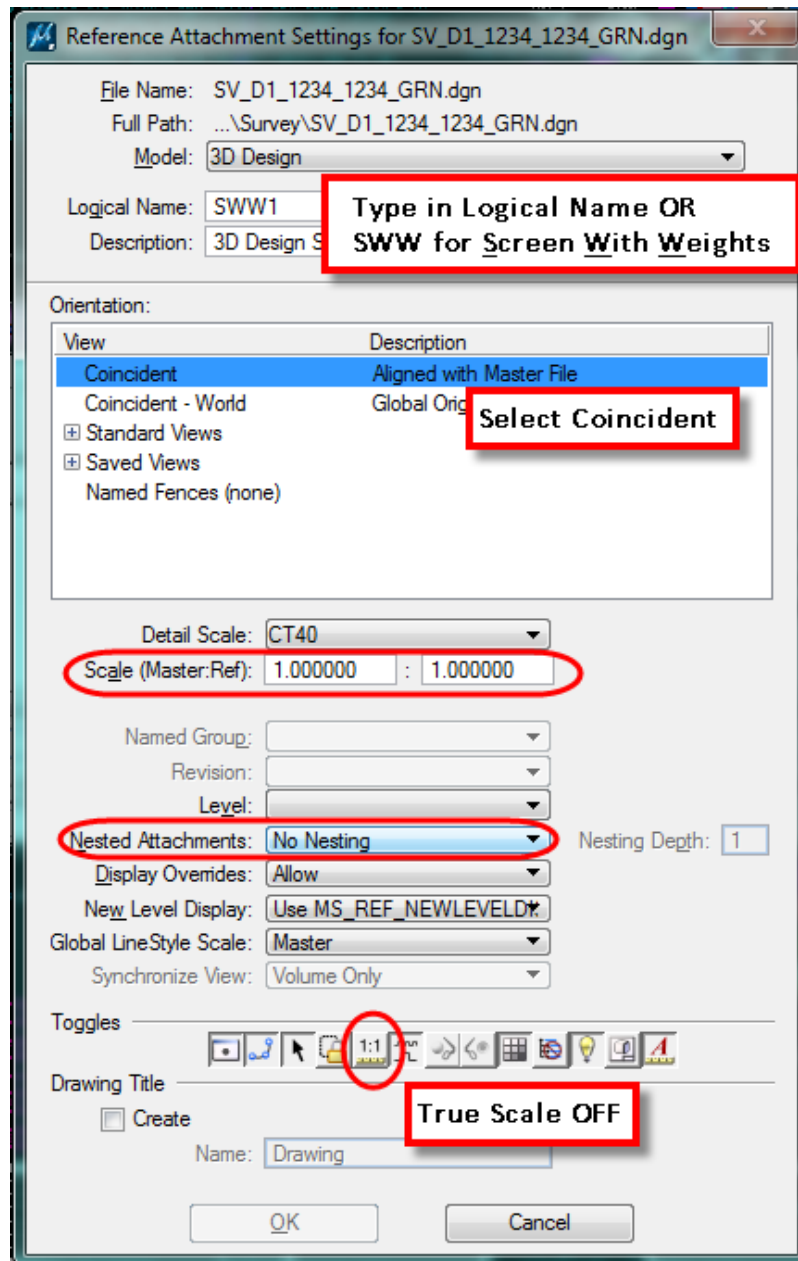 Reference Attachment Settings for SV_D1_1234_1234_GRN.dgn
File Name: SV_D1_1234_1234_GRN.dgn
Full Path: ...\Survey\SV_D1_1234_1234_GRN.dgn
Model: 3D Design
Logical Name: SWW1
Description: 3D Design S
Type in Logical Name OR
SWW for Screen With Weights
Orientation:
View Description
Coincident Aligned with Master File
Coincident - World Global Orig
Select Coincident
Standard Views
Saved Views
Named Fences (none)
Detail Scale: CT40
Scale (Master:Ref): 1.000000 : 1.000000
Named Group:
Revision:
Level:
Nested Attachments: No Nesting Nesting Depth: 1
Display Overrides: Allow
New Level Display: Use MS_REF_NEWLEVELDI
Global LineStyle Scale: Master
Synchronize View: Volume Only
Toggles
1:1
A
Drawing Title
Create
True Scale OFF
Name: Drawing
OK Cancel